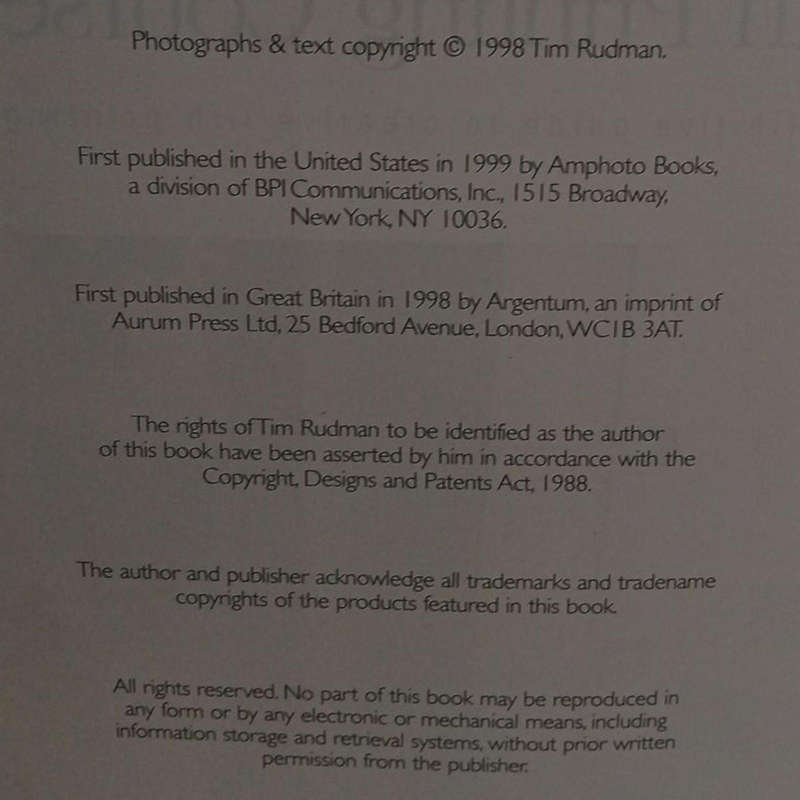 Photographs & text copyright © 1998 Tim Rudman.
First published in the United States in 1999 by Amphoto Books,
a division of BPI Communications, Inc., 1515 Broadway,
New York, NY 10036.
First published in Great Britain in 1998 by Argentum, an imprint of
Aurum Press Ltd, 25 Bedford Avenue, London, WC1B 3AT.
The rights of Tim Rudman to be identified as the author
of this book have been asserted by him in accordance with the
Copyright, Designs and Patents Act, 1988.
The author and publisher acknowledge all trademarks and tradename
copyrights of the products featured in this book.
All rights reserved. No part of this book may be reproduced in
any form or by any electronic or mechanical means, including
information storage and retrieval systems, without prior written
permission from the publisher.